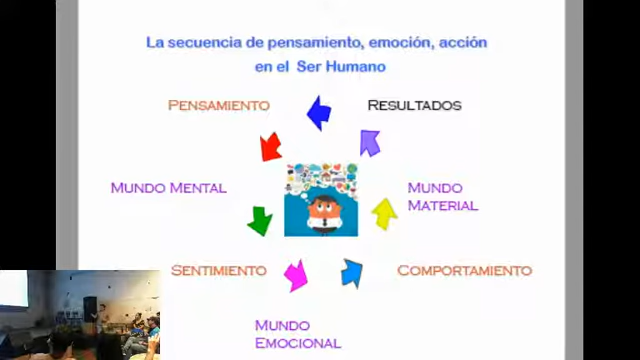 La secuencia de pensamiento, emoción, acción
en el Ser Humano
PENSAMIENTO
RESULTADOS
MUNDO MENTAL
MUNDO
MATERIAL
SENTIMIENTO
COMPORTAMIENTO
MUNDO
EMOCIONAL